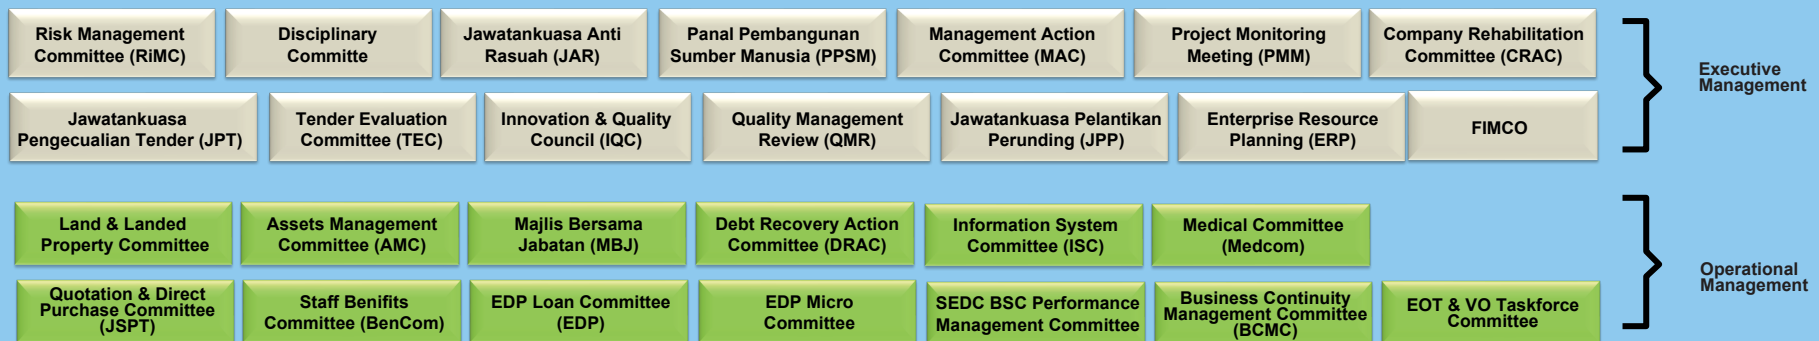 Risk Management
Committee (RiMC)
Disciplinary
Committe
Jawatankuasa Anti
Rasuah (JAR)
Panal Pembangunan
Sumber Manusia (PPSM)
Management Action
Committee (MAC)
Project Monitoring
Meeting (PMM)
Company Rehabilitation
Committee (CRAC)
Executive
Management
Jawatankuasa
Pengecualian Tender (JPT)
Tender Evaluation
Committee (TEC)
Innovation & Quality
Council (IQC)
Quality Management
Review (QMR)
Jawatankuasa Pelantikan
Perunding (JPP)
Enterprise Resource
Planning (ERP)
FIMCO
Land & Landed
Property Committee
Assets Management
Committee (AMC)
Majlis Bersama
Jabatan (MBJ)
Debt Recovery Action
Committee (DRAC)
Information System
Committee (ISC)
Medical Committee
(Medcom)
Operational
Management
Quotation & Direct
Purchase Committee
(JSPT)
Staff Benifits
Committee (BenCom)
EDP Loan Committee
(EDP)
EDP Micro
Committee
SEDC BSC Performance
Management Committee
Business Continuity
Management Committee
(BCMC)
EOT & VO Taskforce
Committee